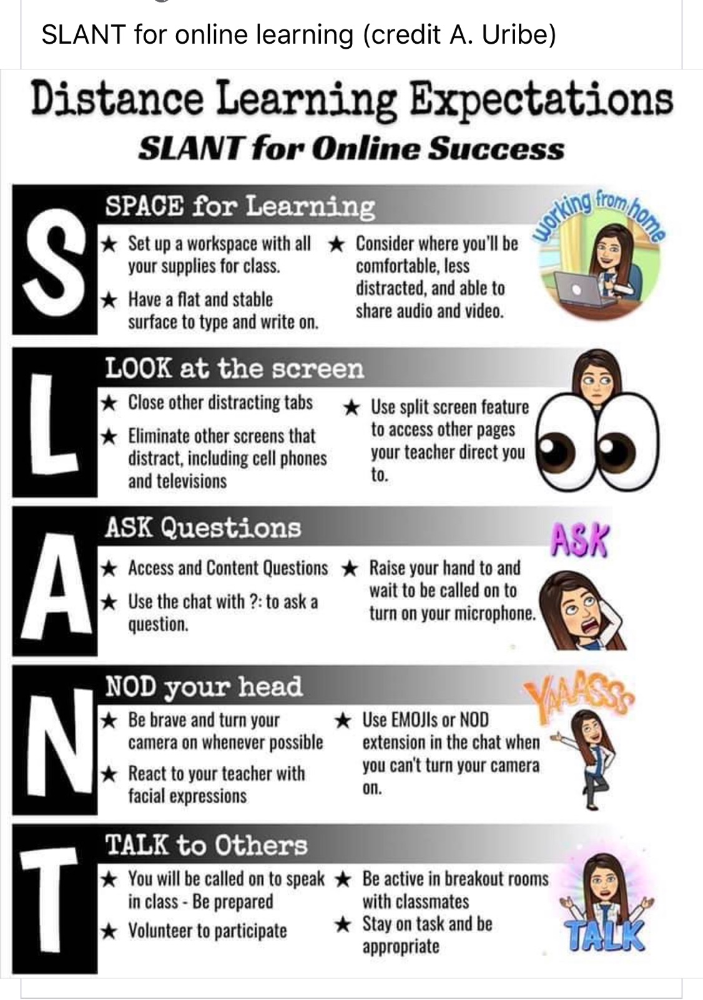 SLANT for online learning (credit A. Uribe)
Distance Learning Expectations
SLANT for Online Success
S
SPACE for Learning
★ Set up a workspace with all
your supplies for class.
★ Have a flat and stable
surface to type and write on.
★ Consider where you'll be
comfortable, less
distracted, and able to
share audio and video.
working from home
L
LOOK at the screen
★ Close other distracting tabs
★ Eliminate other screens that
distract, including cell phones
and televisions
★ Use split screen feature
to access other pages
your teacher direct you
to.
A
ASK Questions
★ Access and Content Questions
★ Use the chat with ?: to ask a
question.
★ Raise your hand to and
wait to be called on to
turn on your microphone.
ASK
N
NOD your head
★ Be brave and turn your
camera on whenever possible
★ React to your teacher with
facial expressions
★ Use EMOJIs or NOD
extension in the chat when
you can't turn your camera
on.
YAAASSS
T
TALK to Others
★ You will be called on to speak
in class - Be prepared
★ Volunteer to participate
★ Be active in breakout rooms
with classmates
★ Stay on task and be
appropriate
TALK